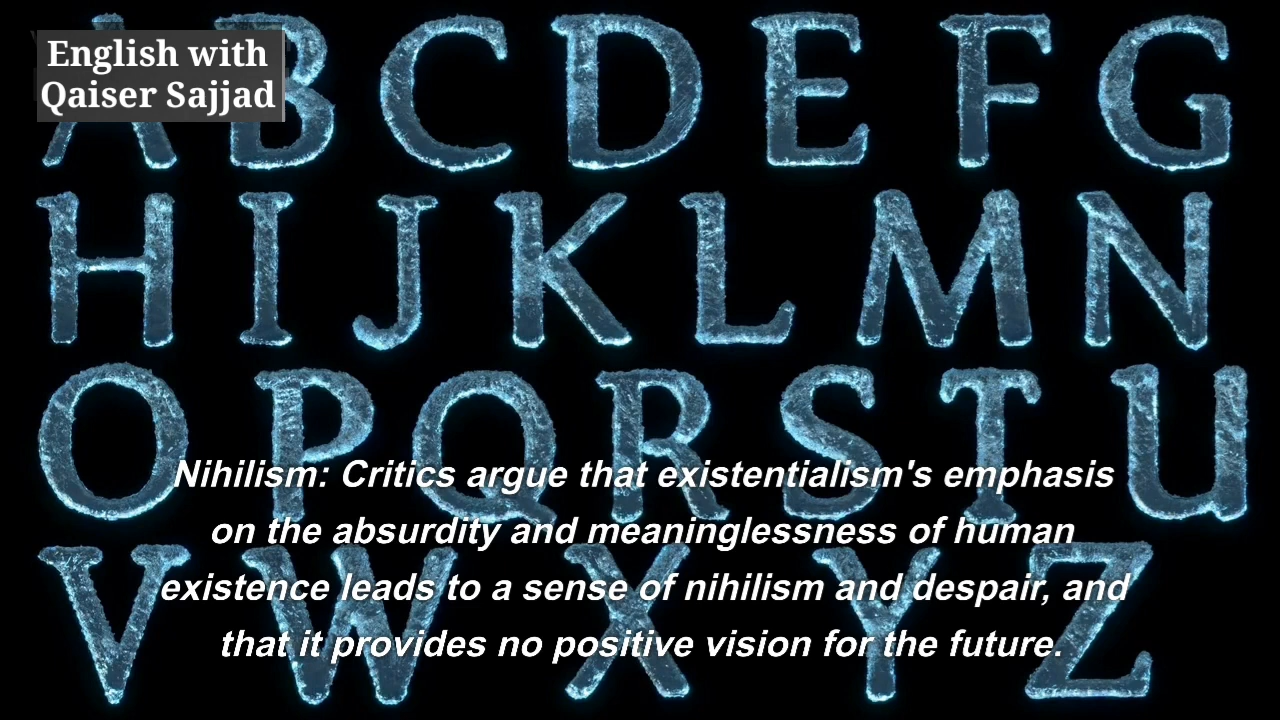 English with
Qaiser Sajjad
A B C D E F G
H I J K L M N
O P Q R S T U
Nihilism: Critics argue that existentialism's emphasis
on the absurdity and meaninglessness of human
V W X Y Z
existence leads to a sense of nihilism and despair, and
that it provides no positive vision for the future.